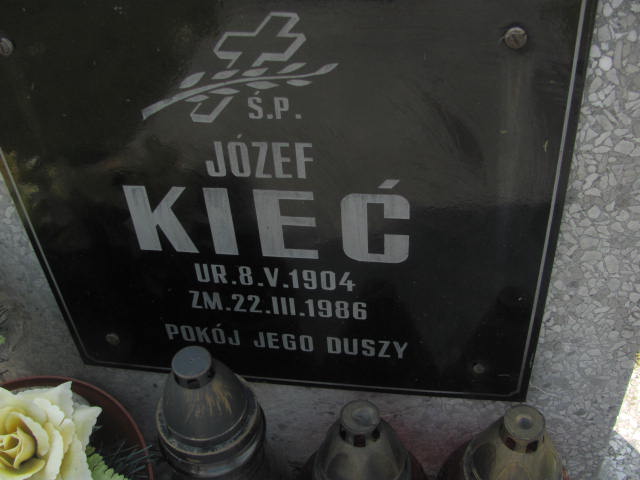 Ś.P.
JÓZEF
KIEĆ
UR.8.V.1904
ZM.22.III.1986
POKÓJ JEGO DUSZY